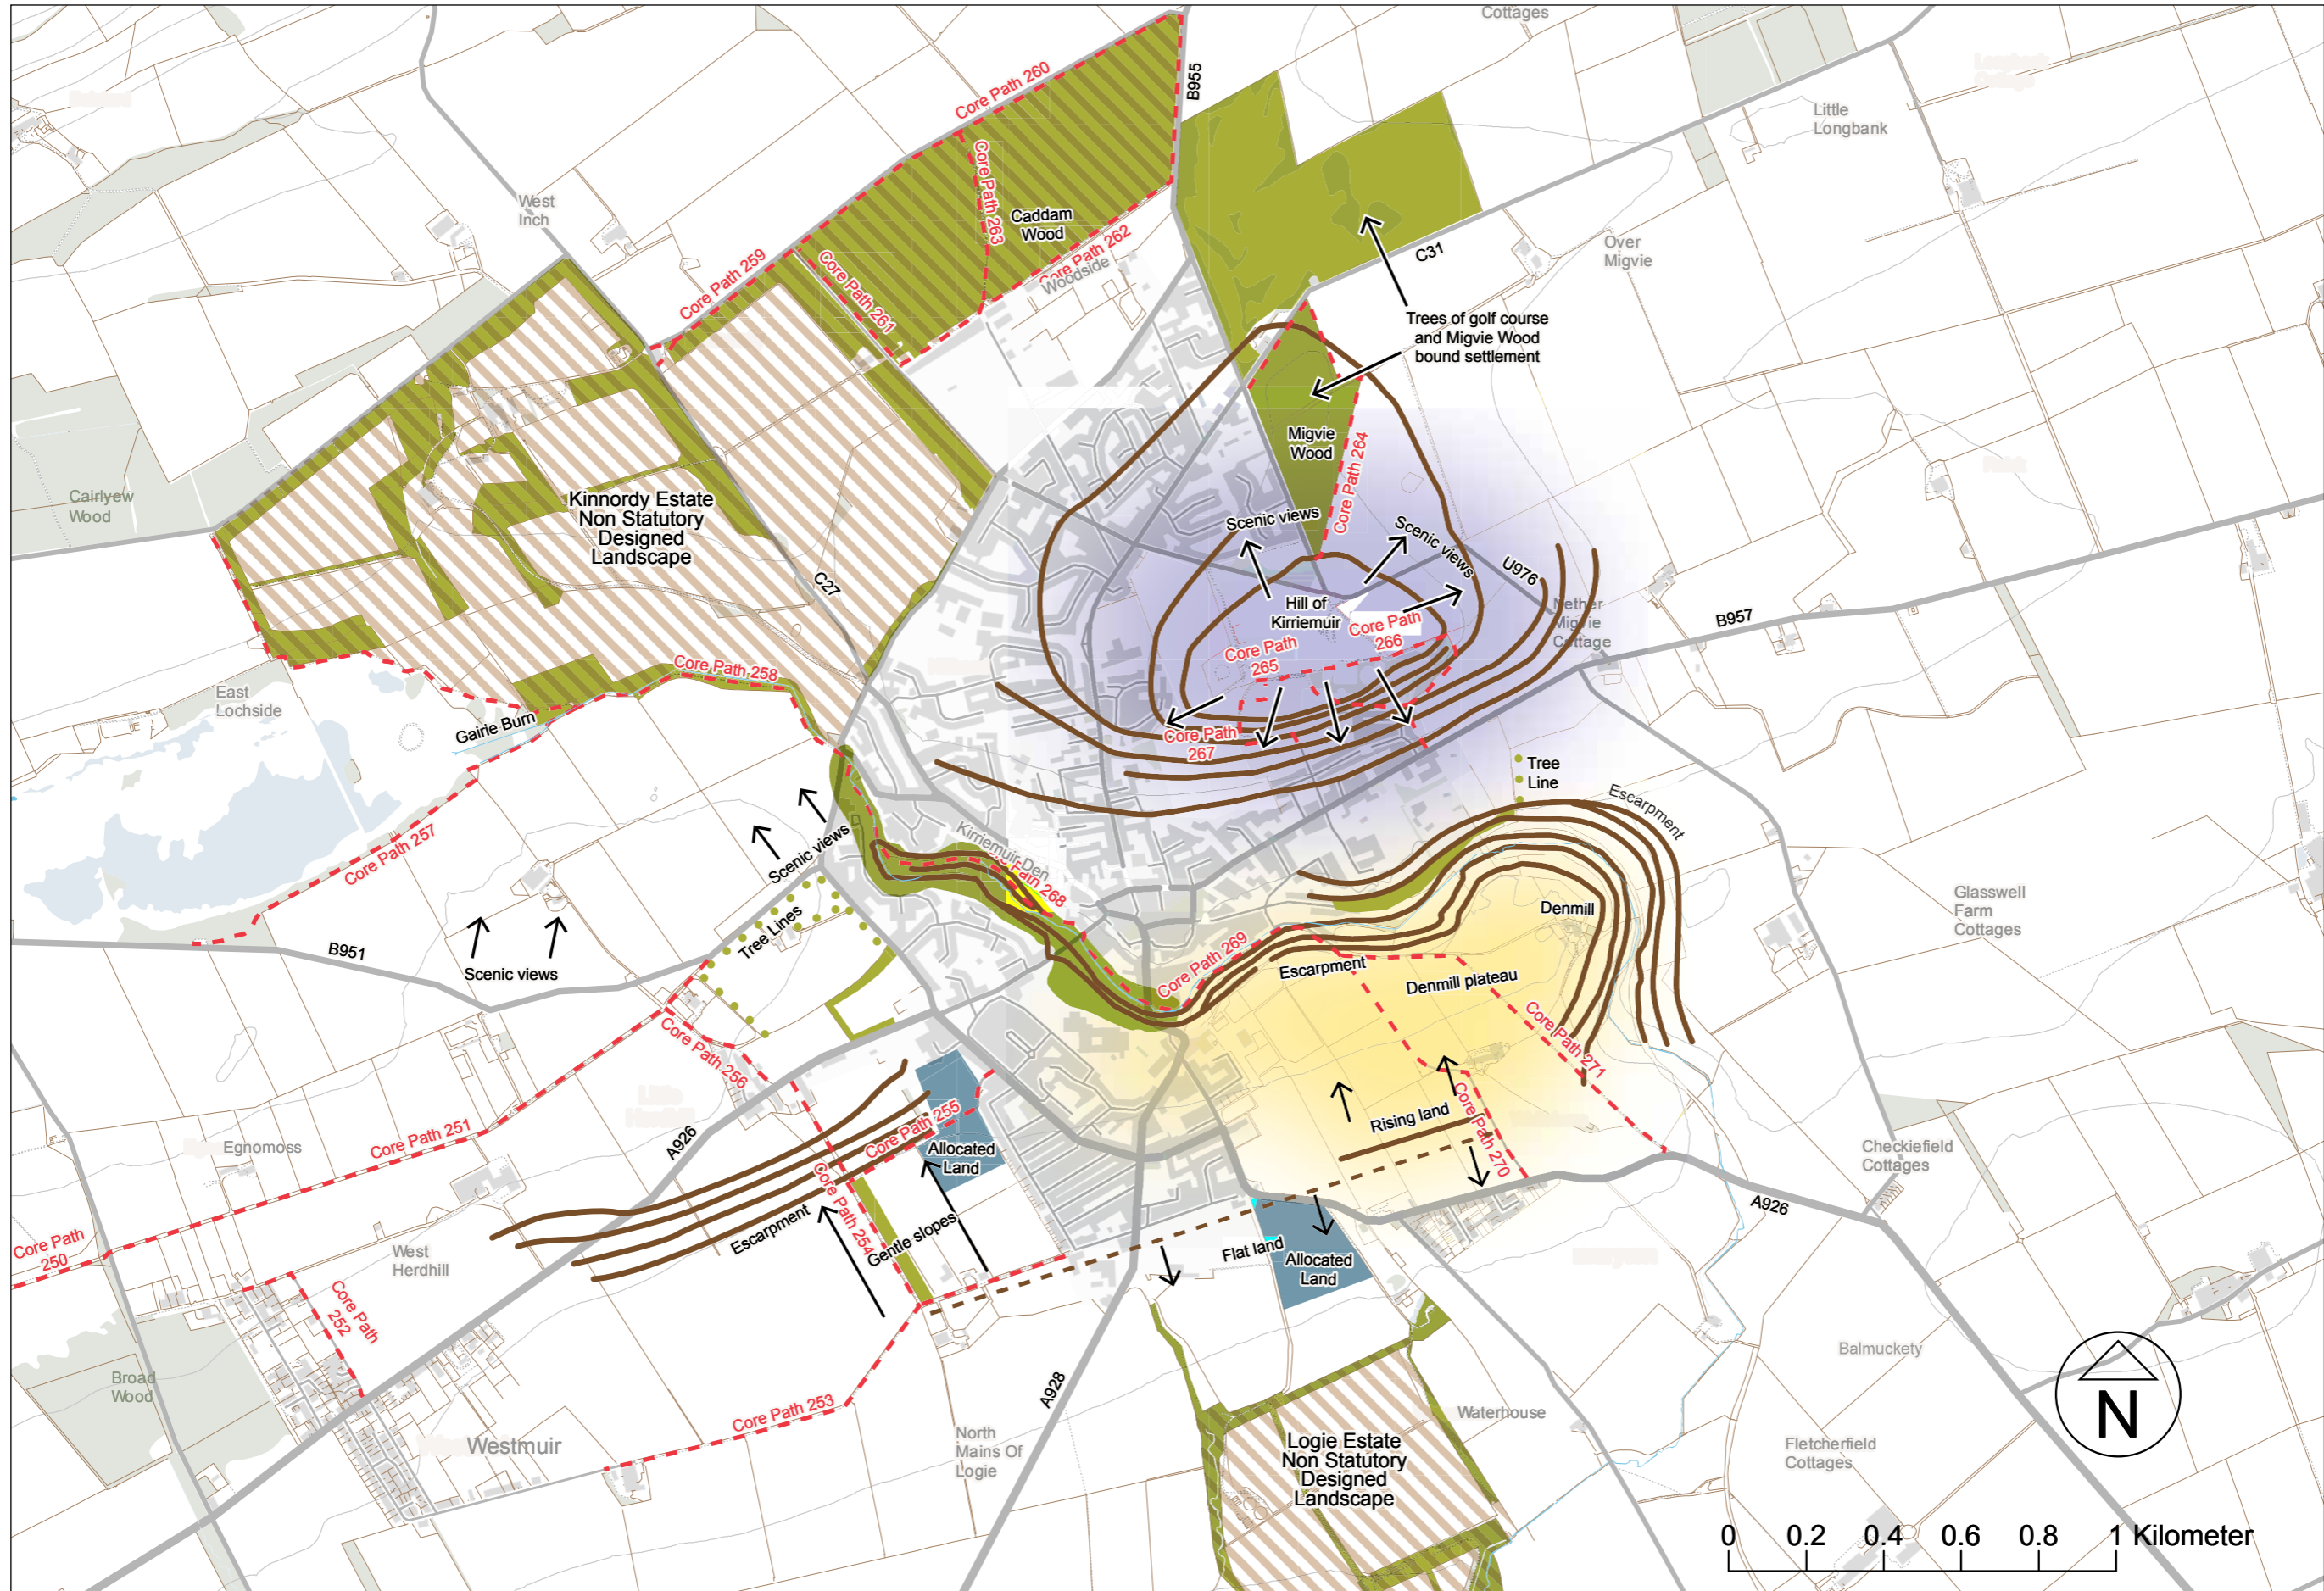 Cottages
Core Path 260
B955
Little
Longbank
Core Path 263
West
Inch
Caddam
Wood
Core Path 262
Woodside
Core Path 259
Core Path 261
C31
Over
Migvie
Trees of golf course
and Migvie Wood
bound settlement
Migvie
Wood
Core Path 264
Cairlyew
Wood
Kinnordy Estate
Non Statutory
Designed
Landscape
Scenic views
Scenic views
U976
C27
Hill of
Kirriemuir
Nether
Migvie
Cottage
B957
Core Path
265
Core Path
266
Core Path 258
East
Lochside
Gairie Burn
Core Path
267
Tree
Line
Escarpment
Core Path 257
Scenic views
Kirriemuir Den
Path 268
Tree Lines
Denmill
Glasswell
Farm
Cottages
B951
Scenic views
Core Path 269
Escarpment
Denmill plateau
Core Path 271
Core Path 256
Rising land
Core Path 270
Core Path 251
Egnomoss
A926
Core Path 255
Allocated
Land
Core Path 254
Checkiefield
Cottages
A926
Core Path
250
West
Herdhill
Escarpment
Gentle slopes
Flat land
Allocated
Land
Core Path
252
Balmuckety
Broad
Wood
A928
Core Path 253
Westmuir
North
Mains Of
Logie
Waterhouse
Logie Estate
Non Statutory
Designed
Landscape
Fletcherfield
Cottages
N
0 0.2 0.4 0.6 0.8 1 Kilometer